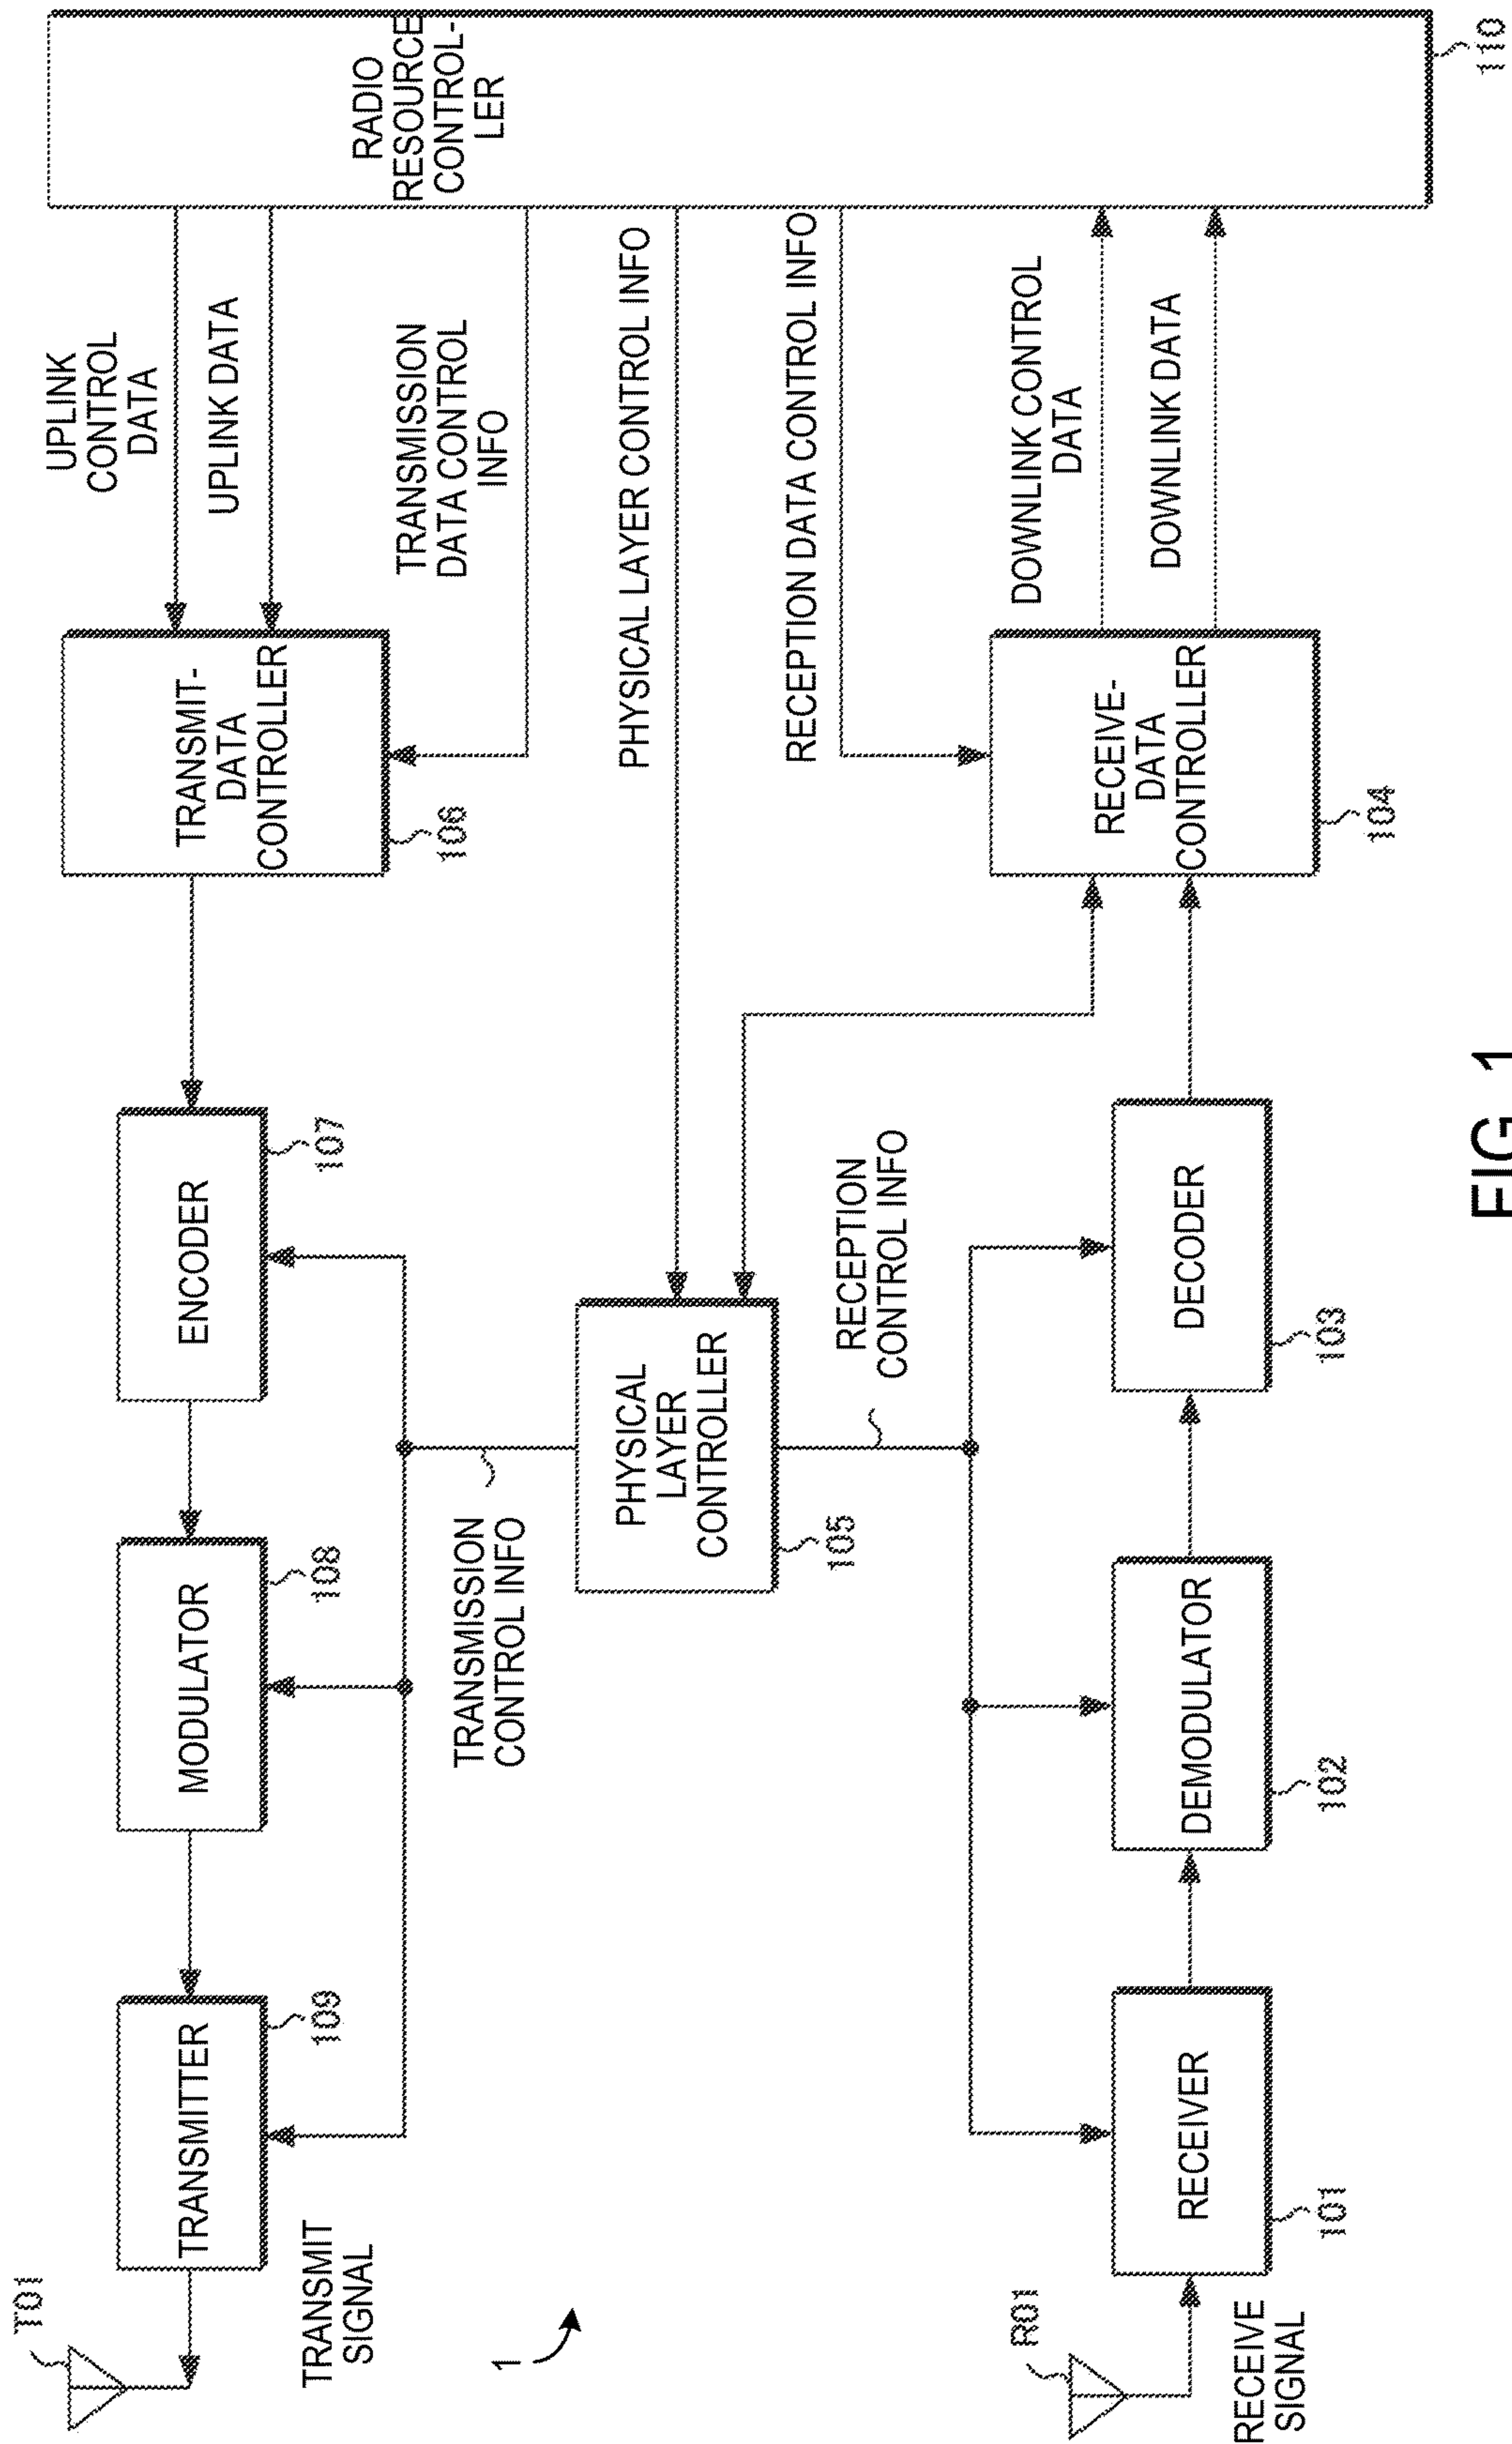 T01
TRANSMITTER
109
TRANSMIT
SIGNAL
MODULATOR
108
ENCODER
107
TRANSMIT-
DATA
CONTROLLER
106
UPLINK
CONTROL
DATA
UPLINK DATA
TRANSMISSION
DATA CONTROL
INFO
RADIO
RESOURCE
CONTROL-
LER
110
1
TRANSMISSION
CONTROL INFO
PHYSICAL
LAYER
CONTROLLER
105
PHYSICAL LAYER CONTROL INFO
RECEPTION
CONTROL INFO
RECEPTION DATA CONTROL INFO
R01
RECEIVE
SIGNAL
RECEIVER
101
DEMODULATOR
102
DECODER
103
RECEIVE-
DATA
CONTROLLER
104
DOWNLINK CONTROL
DATA
DOWNLINK DATA
FIG. 1